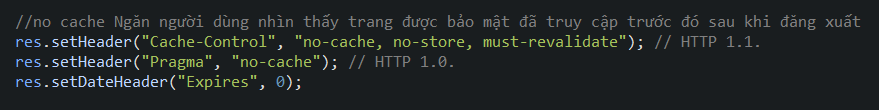 //no cache Ngăn người dùng nhìn thấy trang được bảo mật đã truy cập trước đó sau khi đăng xuất
res.setHeader("Cache-Control", "no-cache, no-store, must-revalidate"); // HTTP 1.1.
res.setHeader("Pragma", "no-cache"); // HTTP 1.0.
res.setDateHeader("Expires", 0);